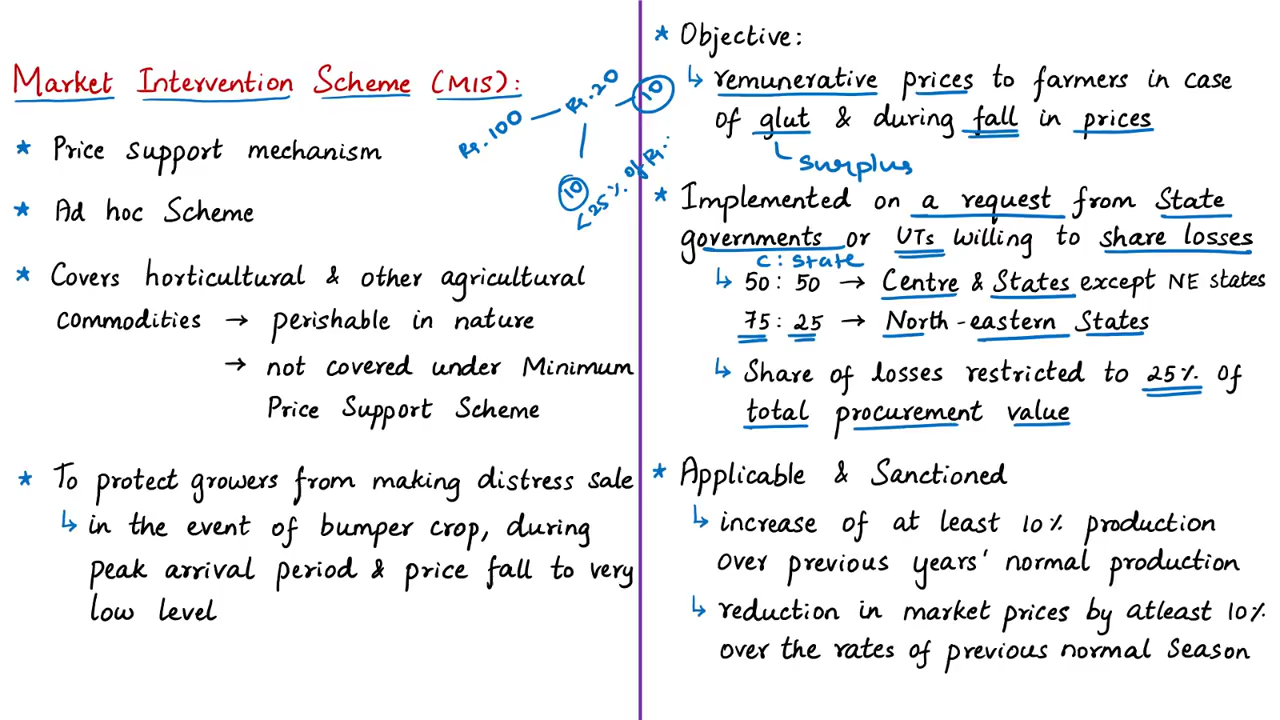 Market Intervention Scheme (MIS):
* Price support mechanism
* Ad hoc Scheme
* Covers horticultural & other agricultural
commodities → perishable in nature
→ not covered under Minimum
Price Support Scheme
* To protect growers from making distress sale
↳ in the event of bumper crop, during
peak arrival period & price fall to very
low level
Rs.100 — Rs.20 — 10
10
<25% of Rs.
* Objective:
↳ remunerative prices to farmers in case
of glut & during fall in prices
surplus
* Implemented on a request from State
governments or UTs willing to share losses
C : State
↳ 50 : 50 → Centre & States except NE states
75 : 25 → North-eastern States
↳ Share of losses restricted to 25% of
total procurement value
* Applicable & Sanctioned
↳ increase of at least 10% production
over previous years' normal production
↳ reduction in market prices by atleast 10%
over the rates of previous normal season